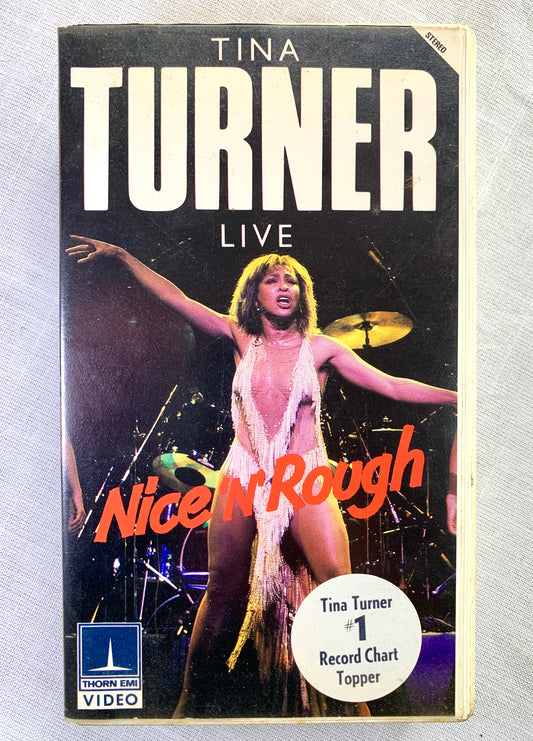 STEREO
TINA
TURNER
LIVE
Nice 'N' Rough
Tina Turner
#1
Record Chart
Topper
THORN EMI
VIDEO